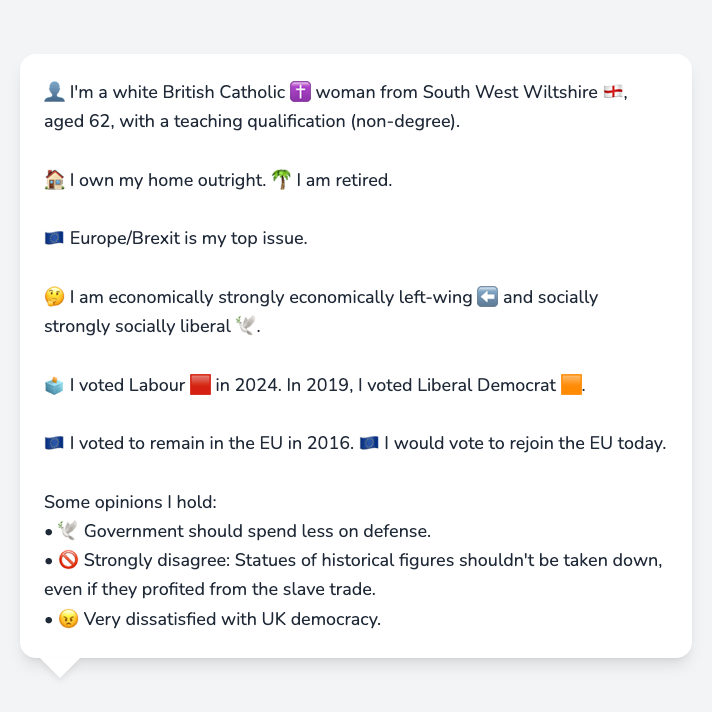 👤 I'm a white British Catholic ✝️ woman from South West Wiltshire 🏴󠁧󠁢󠁥󠁮󠁧󠁿,
aged 62, with a teaching qualification (non-degree).
🏠 I own my home outright. 🌴 I am retired.
🇪🇺 Europe/Brexit is my top issue.
🤔 I am economically strongly economically left-wing ⬅️ and socially
strongly socially liberal 🕊️.
🗳️ I voted Labour 🟥 in 2024. In 2019, I voted Liberal Democrat 🟧.
🇪🇺 I voted to remain in the EU in 2016. 🇪🇺 I would vote to rejoin the EU today.
Some opinions I hold:
• 🕊️ Government should spend less on defense.
• 🚫 Strongly disagree: Statues of historical figures shouldn't be taken down,
even if they profited from the slave trade.
• 😠 Very dissatisfied with UK democracy.